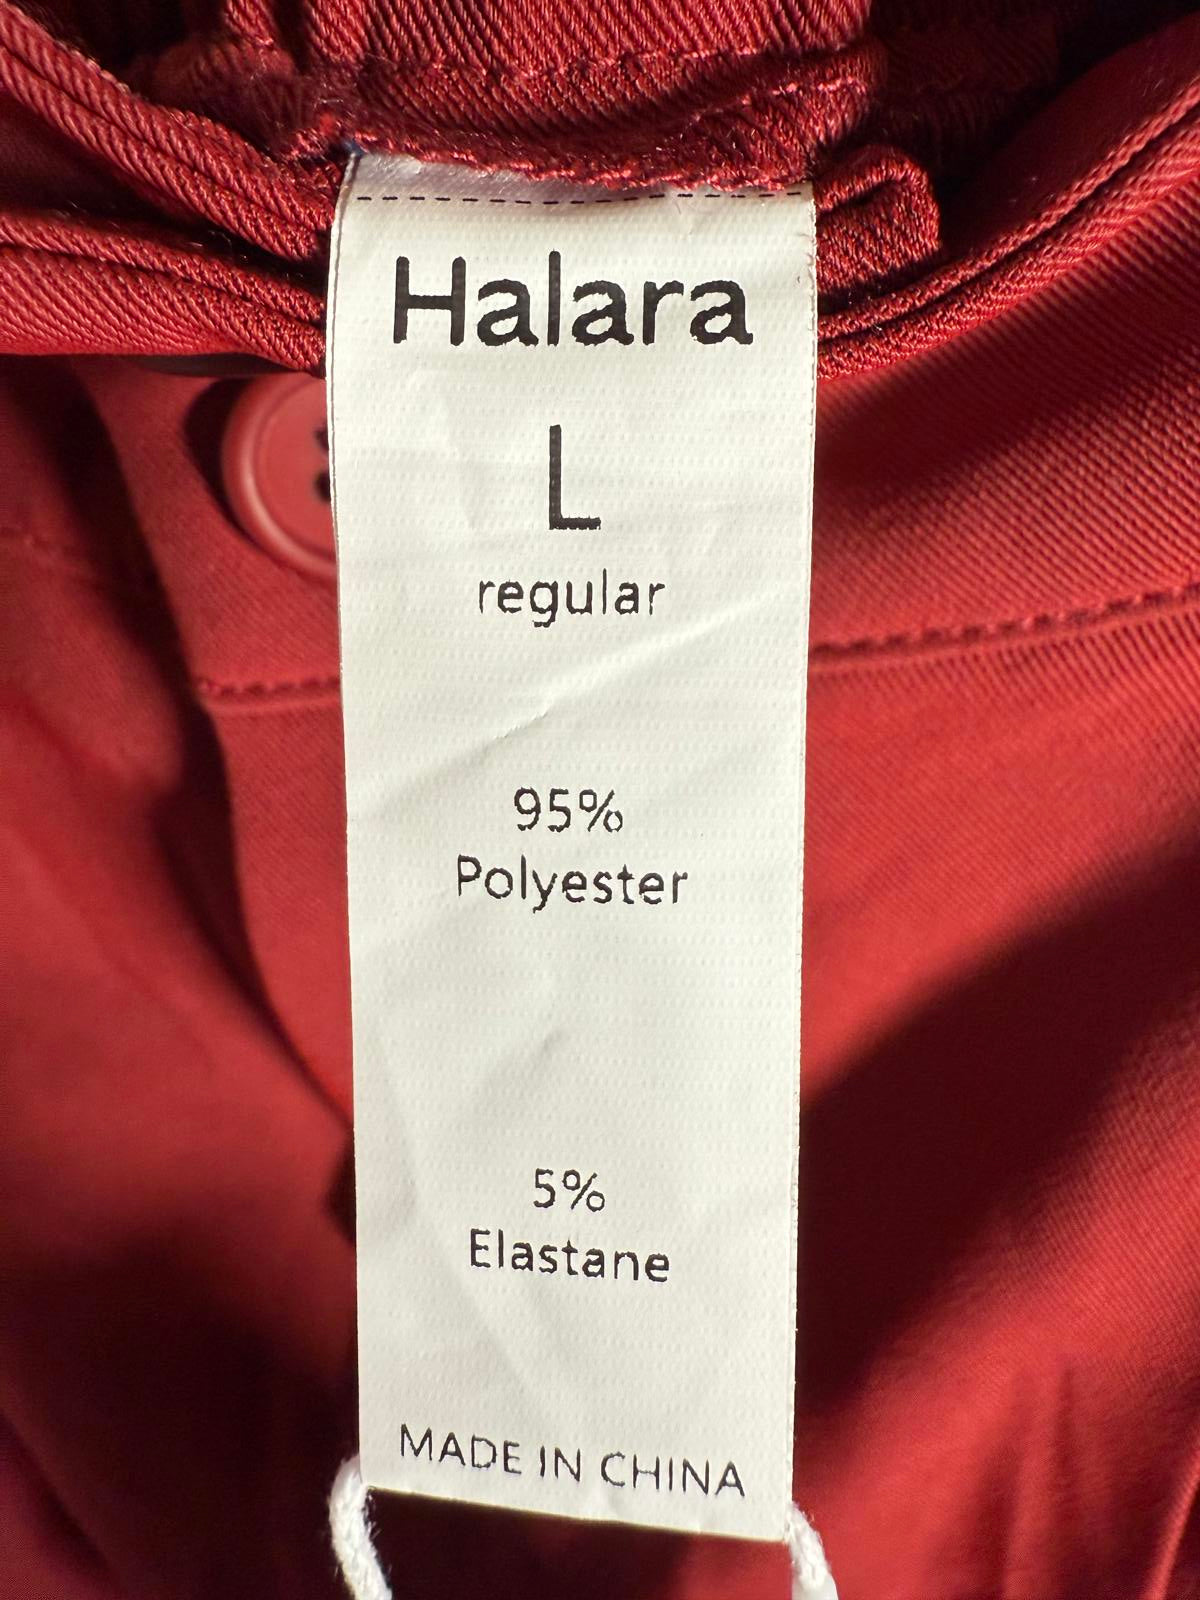 Halara
L
regular
95%
Polyester
5%
Elastane
MADE IN CHINA